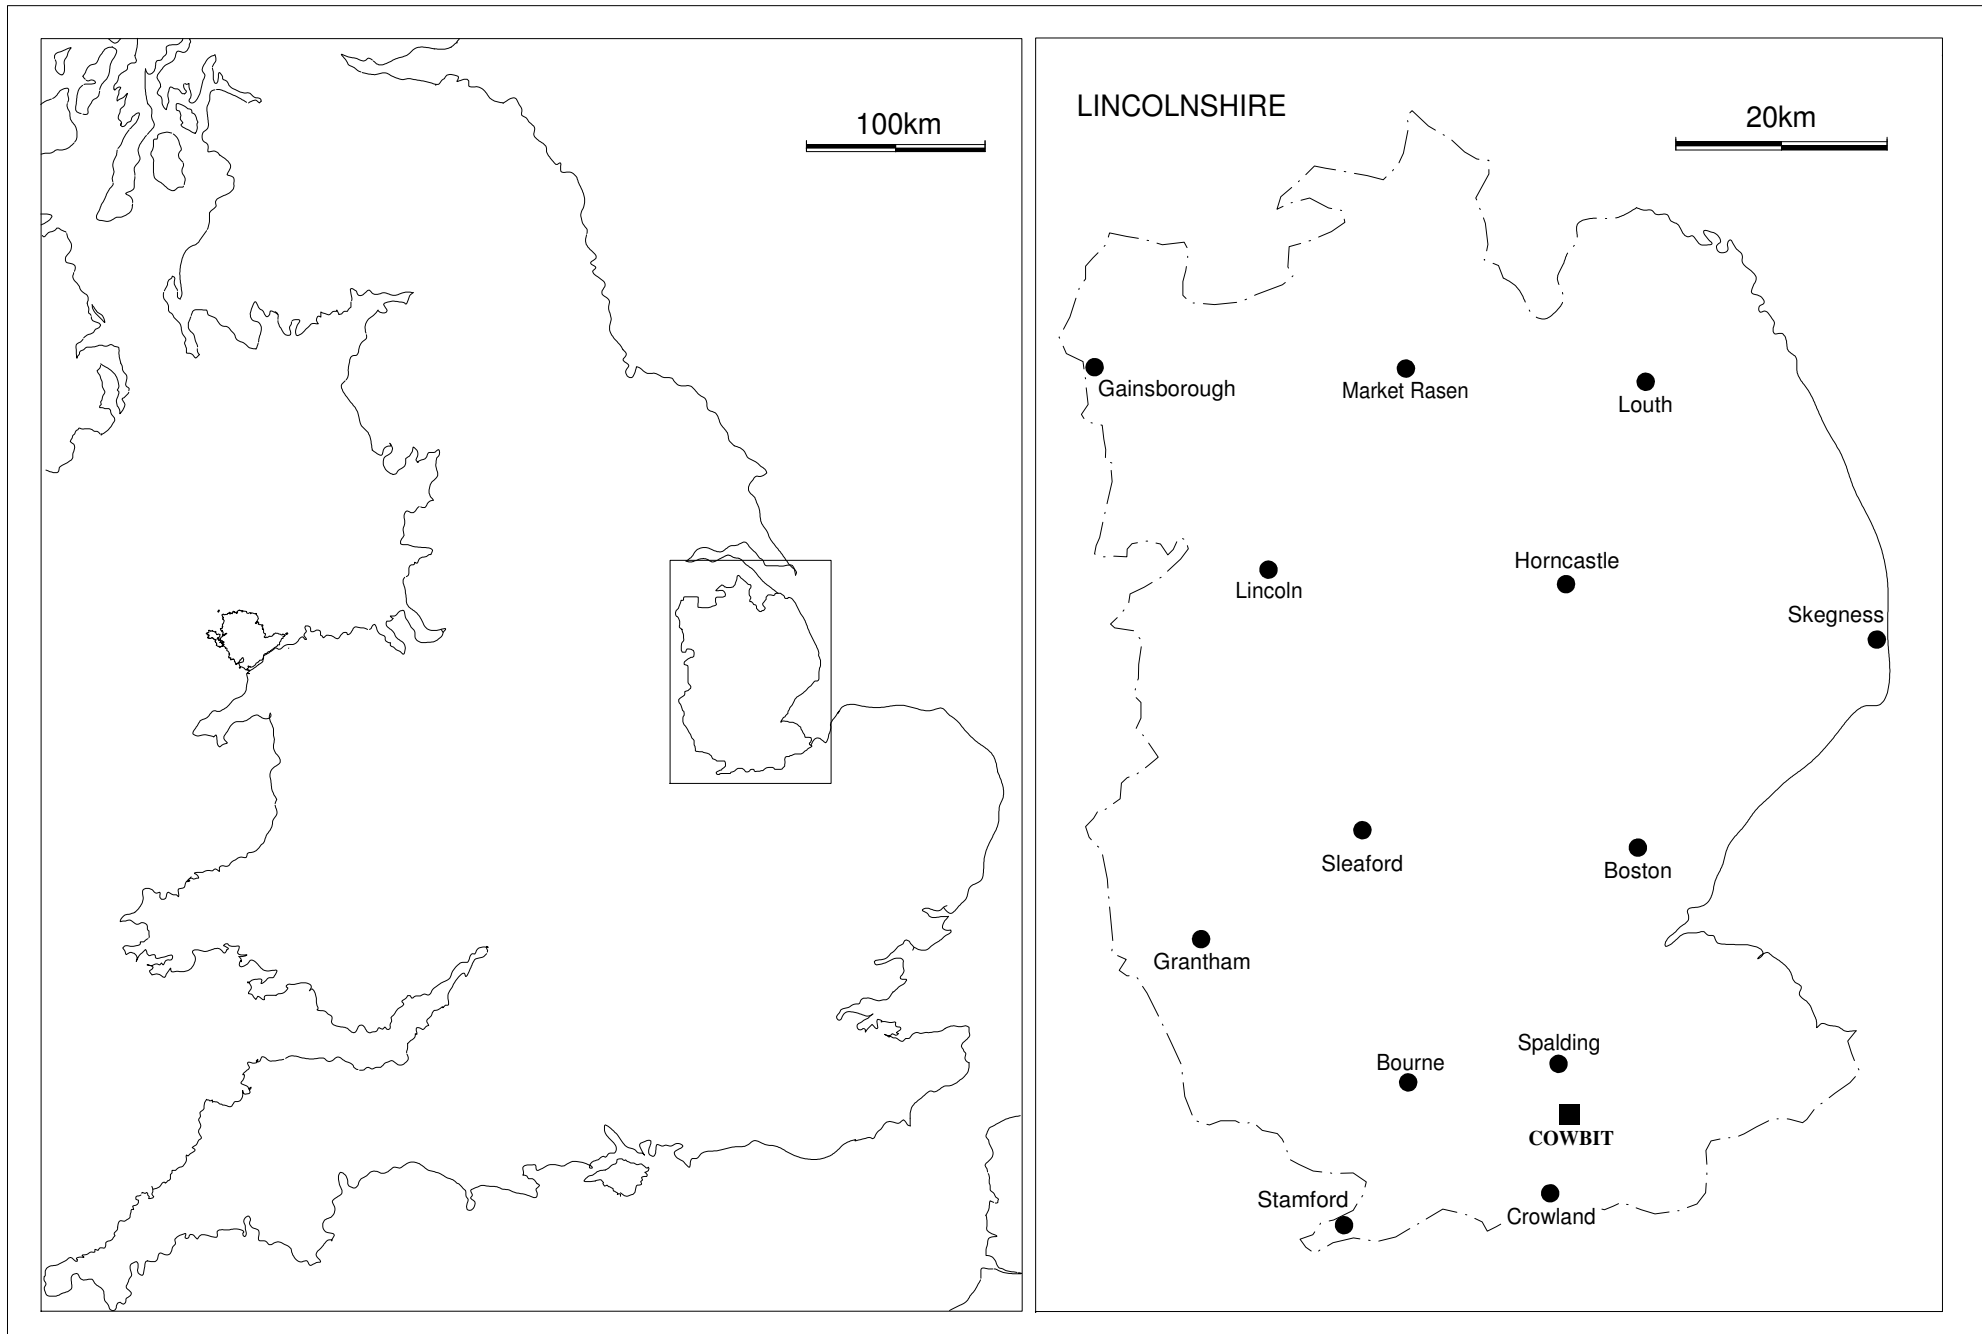 100km
LINCOLNSHIRE
20km
Gainsborough
Market Rasen
Louth
Lincoln
Horncastle
Skegness
Sleaford
Boston
Grantham
Spalding
Bourne
COWBIT
Stamford
Crowland